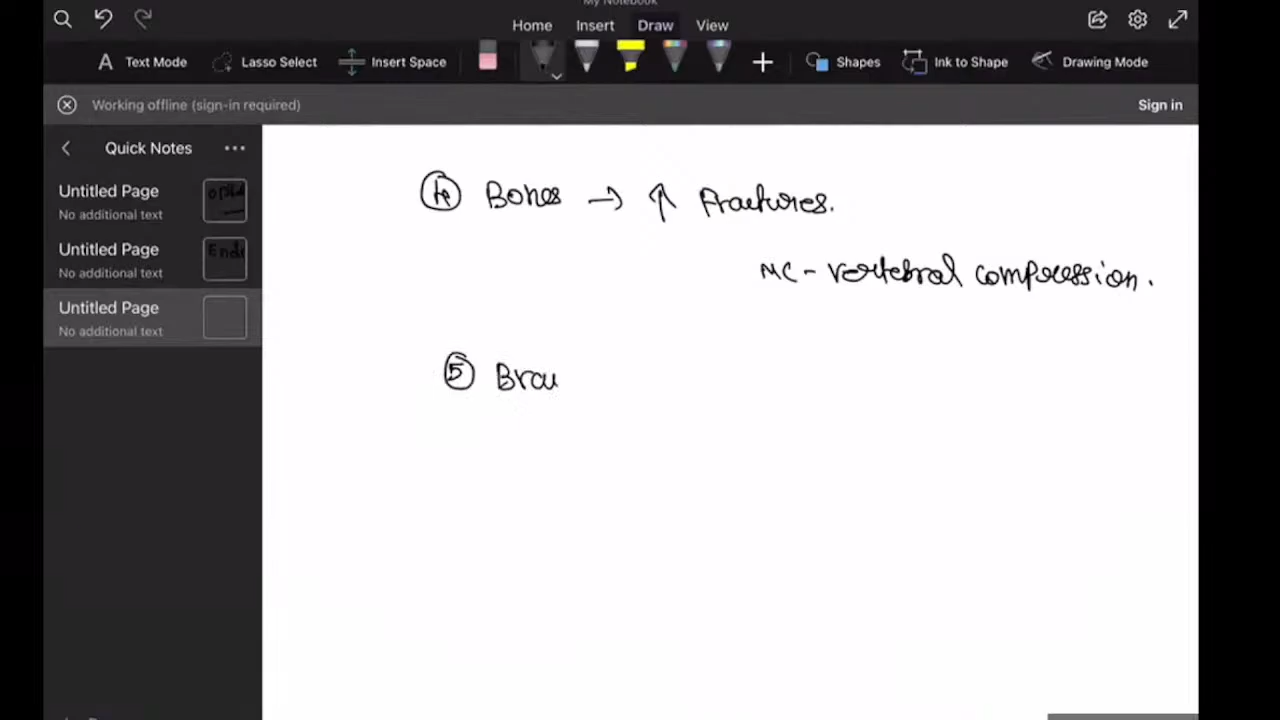 My Notebook
Home Insert Draw View
Text Mode Lasso Select Insert Space Shapes Ink to Shape Drawing Mode
Working offline (sign-in required) Sign in
Quick Notes
Untitled Page
No additional text
Untitled Page
No additional text
Untitled Page
No additional text
④ Bones → ↑ Fractures.
MC - vertebral compression.
⑤ Brai